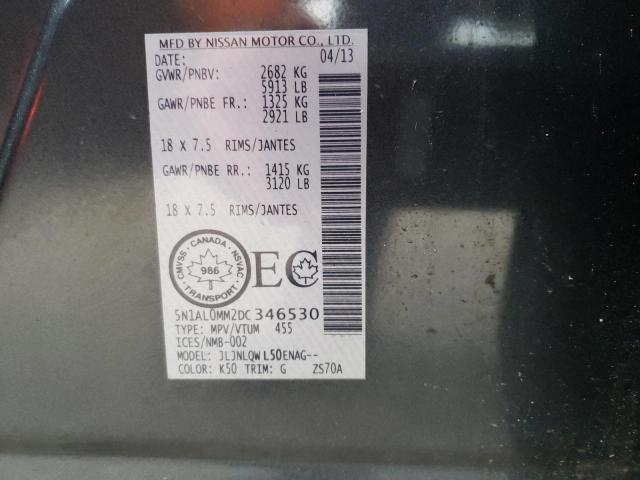 MFD BY NISSAN MOTOR CO., LTD.
DATE: 04/13
GVWR/PNBV: 2682 KG
5913 LB
GAWR/PNBE FR.: 1325 KG
2921 LB
18 X 7.5 RIMS/JANTES
GAWR/PNBE RR.: 1415 KG
3120 LB
18 X 7.5 RIMS/JANTES
CANADA
CMVSS NSVAC
986
TRANSPORT
EC
5N1AL0MM2DC346530
TYPE: MPV/VTUM 455
ICES/NMB-002
MODEL: JLJNLQWL50ENAG--
COLOR: K50 TRIM: G ZS70A